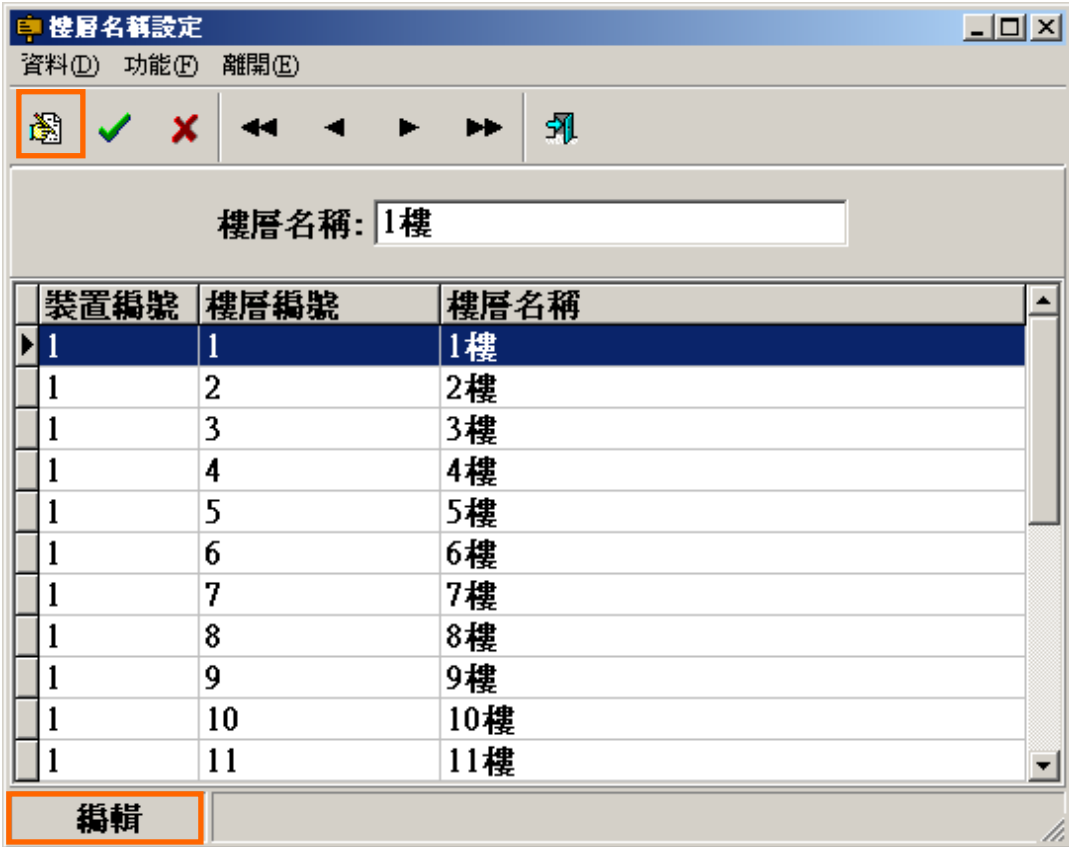 樓層名稱設定
資料(D) 功能(F) 離開(E)
樓層名稱: 1樓
裝置編號 樓層編號 樓層名稱
1 1 1樓
1 2 2樓
1 3 3樓
1 4 4樓
1 5 5樓
1 6 6樓
1 7 7樓
1 8 8樓
1 9 9樓
1 10 10樓
1 11 11樓
編輯